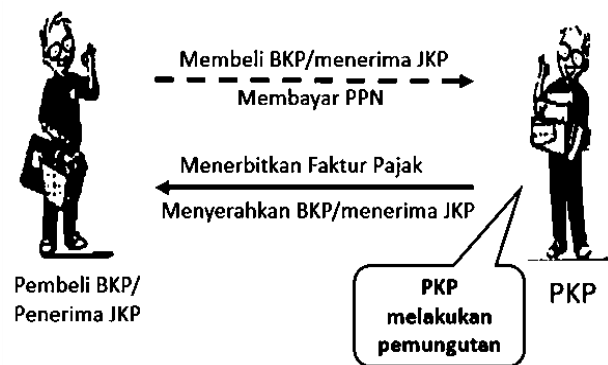 Membeli BKP/menerima JKP
Membayar PPN
Menerbitkan Faktur Pajak
Menyerahkan BKP/menerima JKP
Pembeli BKP/
Penerima JKP
PKP
melakukan
pemungutan
PKP